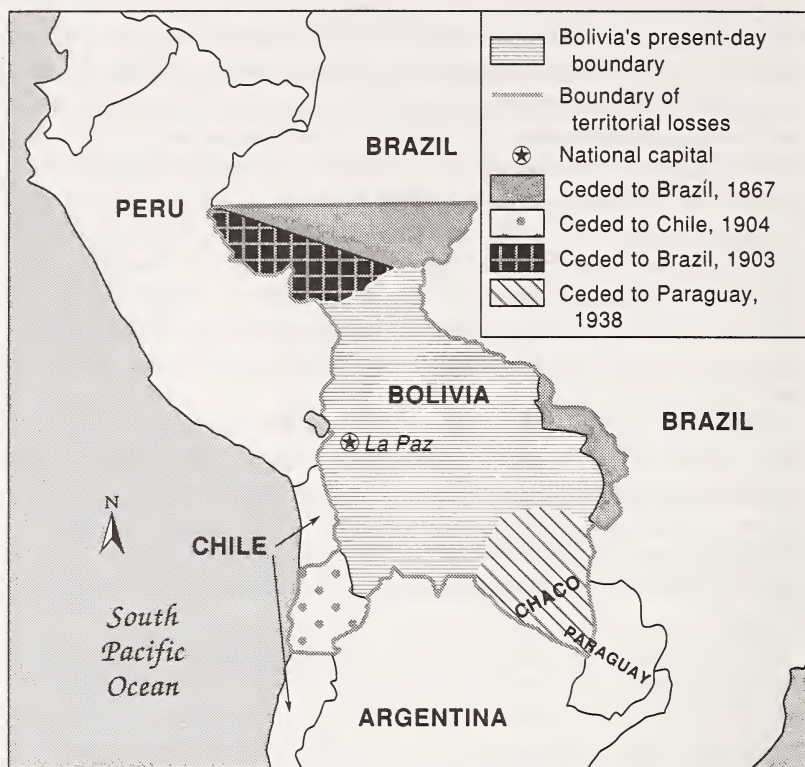 Bolivia's present-day
boundary
Boundary of
territorial losses
National capital
Ceded to Brazil, 1867
Ceded to Chile, 1904
Ceded to Brazil, 1903
Ceded to Paraguay,
1938
BRAZIL
PERU
BOLIVIA
BRAZIL
La Paz
N
CHILE
CHACO
PARAGUAY
South
Pacific
Ocean
ARGENTINA